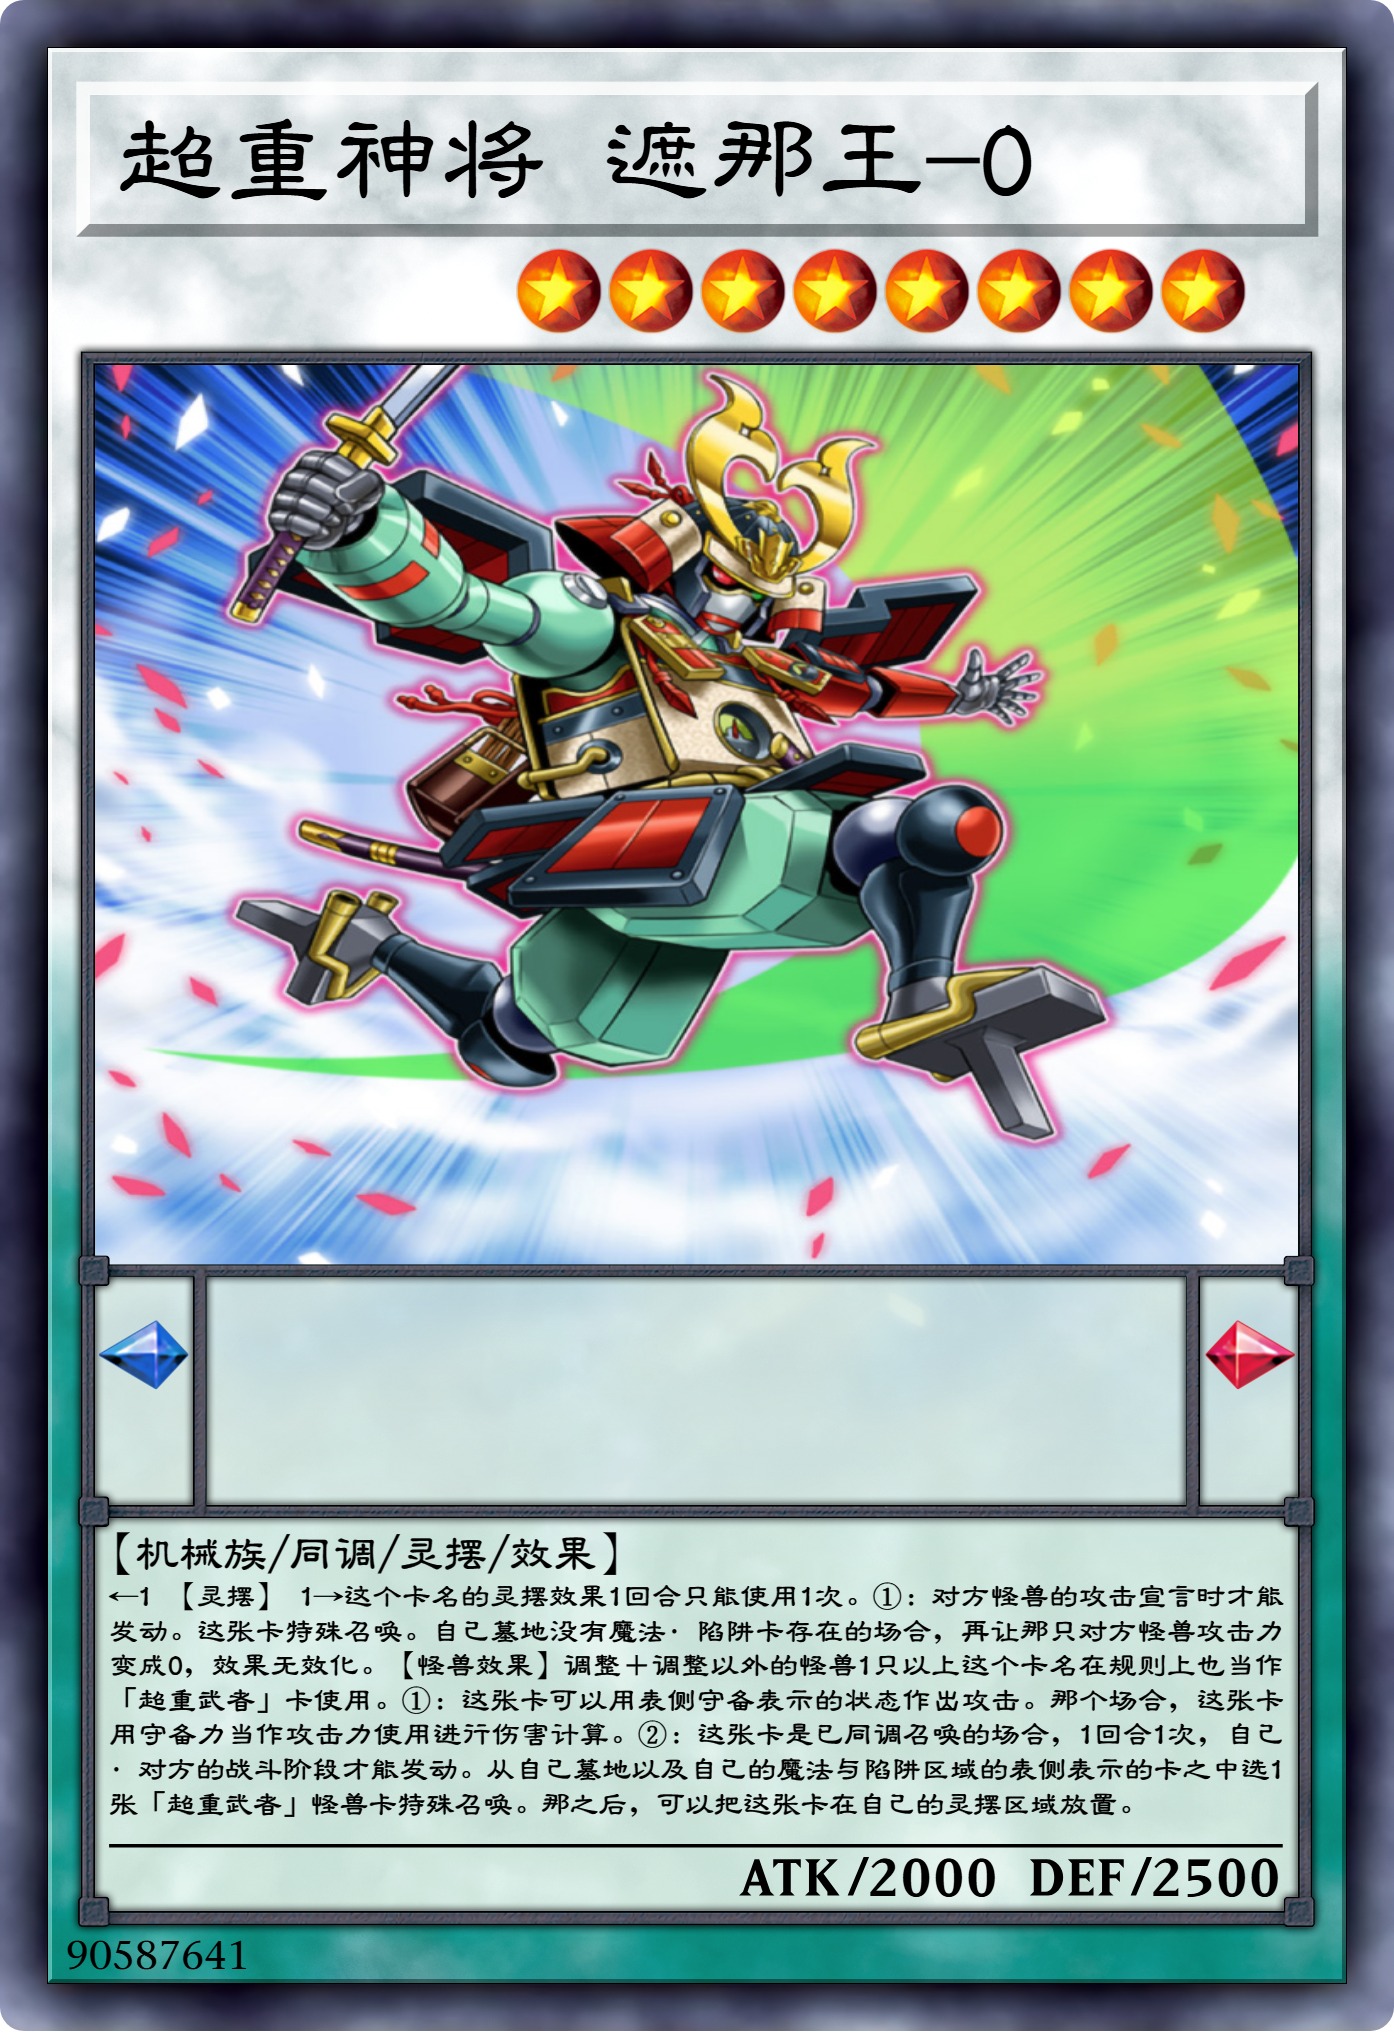 超重神将 遮那王-0
【机械族/同调/灵摆/效果】
←1 【灵摆】 1→这个卡名的灵摆效果1回合只能使用1次。①：对方怪兽的攻击宣言时才能
发动。这张卡特殊召唤。自己墓地没有魔法·陷阱卡存在的场合，再让那只对方怪兽攻击力
变成0，效果无效化。【怪兽效果】调整＋调整以外的怪兽1只以上这个卡名在规则上也当作
「超重武者」卡使用。①：这张卡可以用表侧守备表示的状态作出攻击。那个场合，这张卡
用守备力当作攻击力使用进行伤害计算。②：这张卡是已同调召唤的场合，1回合1次，自己
·对方的战斗阶段才能发动。从自己墓地以及自己的魔法与陷阱区域的表侧表示的卡之中选1
张「超重武者」怪兽卡特殊召唤。那之后，可以把这张卡在自己的灵摆区域放置。
ATK/2000 DEF/2500
90587641